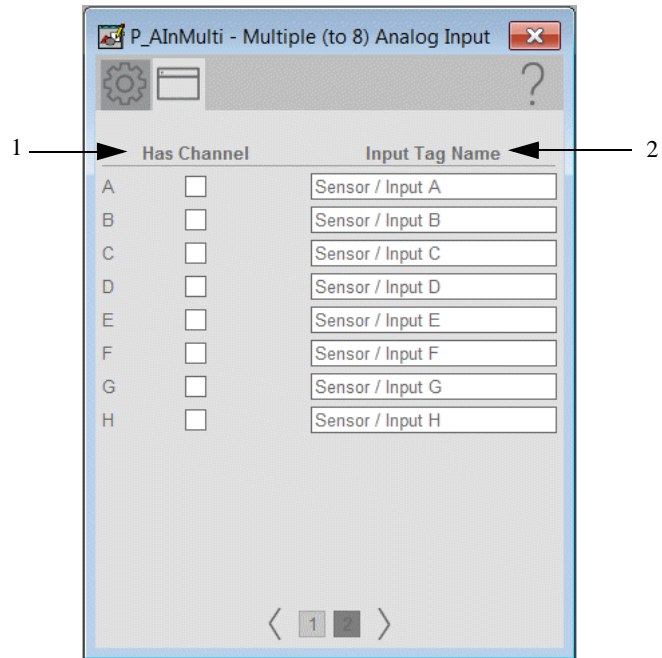 P_AInMulti - Multiple (to 8) Analog Input
?
1 Has Channel Input Tag Name 2
A Sensor / Input A
B Sensor / Input B
C Sensor / Input C
D Sensor / Input D
E Sensor / Input E
F Sensor / Input F
G Sensor / Input G
H Sensor / Input H
1 2